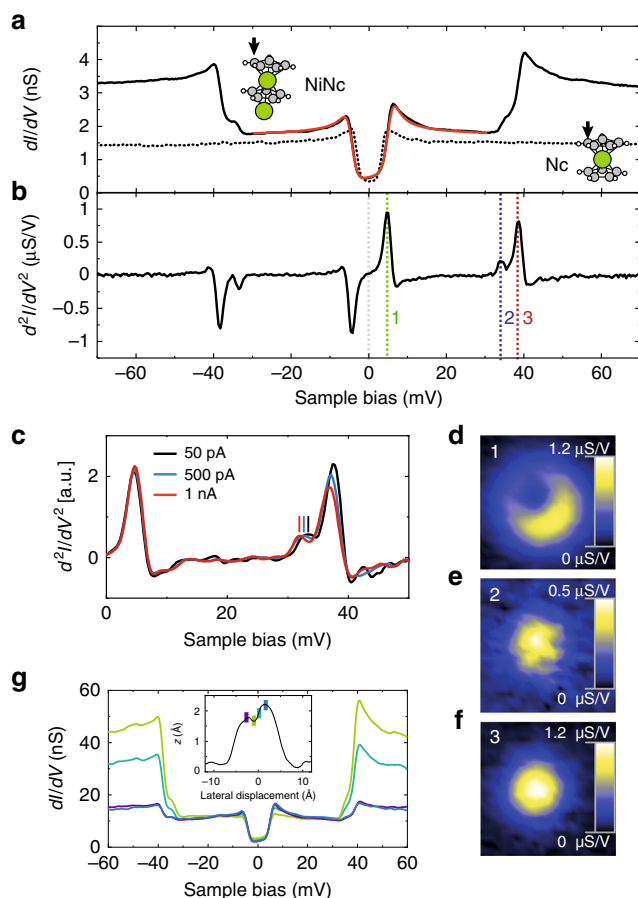 a
dI/dV (nS)
4
3
2
1
0
NiNc
Nc
b
d²I/dV² (µS/V)
1
0.5
0
−0.5
−1
1
2
3
−60
−40
−20
0
20
40
60
Sample bias (mV)
c
d²I/dV² [a.u.]
2
0
50 pA
500 pA
1 nA
0
20
40
Sample bias (mV)
d
1
1.2 µS/V
0 µS/V
e
2
0.5 µS/V
0 µS/V
f
3
1.2 µS/V
0 µS/V
g
dI/dV (nS)
60
50
40
30
20
10
0
z (Å)
2
1
0
−10
0
10
Lateral displacement (Å)
−60
−40
−20
0
20
40
60
Sample bias (mV)